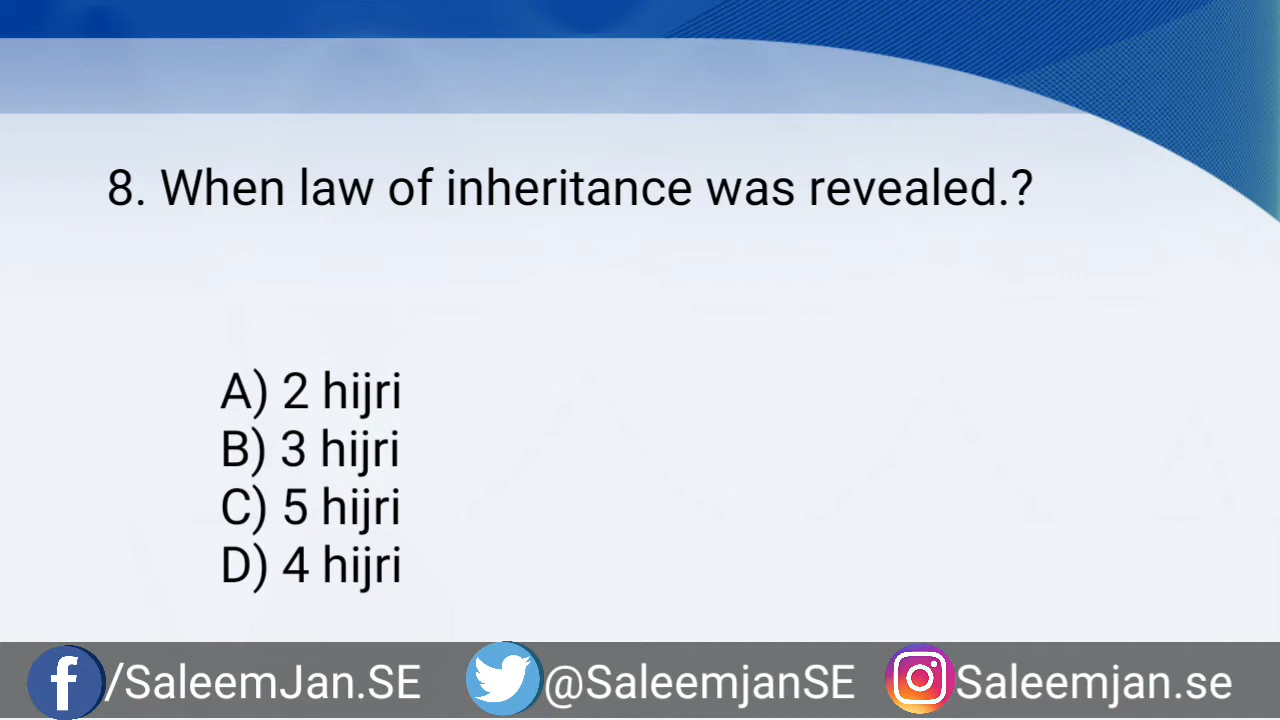 8. When law of inheritance was revealed.?
A) 2 hijri
B) 3 hijri
C) 5 hijri
D) 4 hijri
/SaleemJan.SE @SaleemjanSE Saleemjan.se